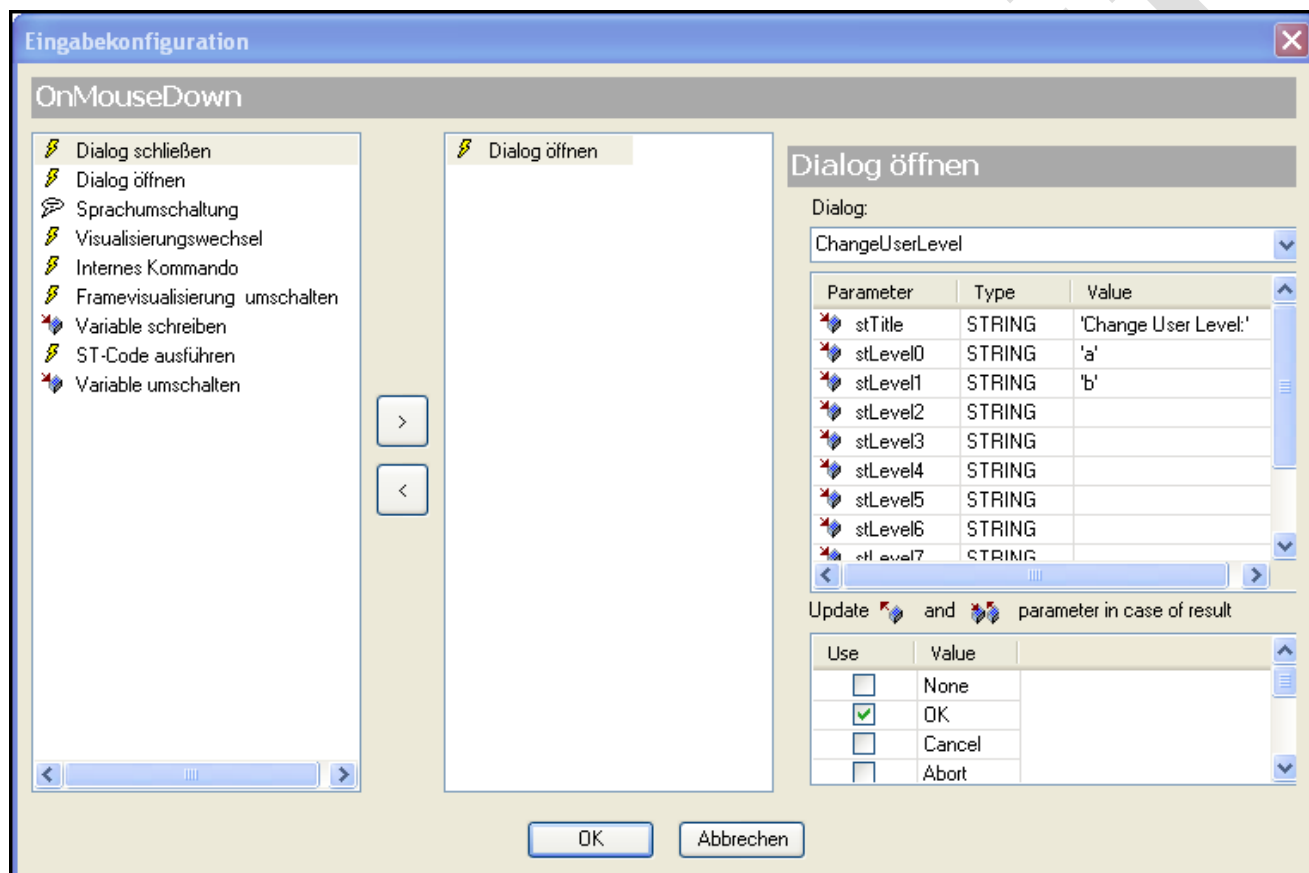 Eingabekonfiguration
OnMouseDown
Dialog schließen
Dialog öffnen
Sprachumschaltung
Visualisierungswechsel
Internes Kommando
Framevisualisierung umschalten
Variable schreiben
ST-Code ausführen
Variable umschalten
>
<
Dialog öffnen
Dialog öffnen
Dialog:
ChangeUserLevel
Parameter Type Value
stTitle STRING 'Change User Level:'
stLevel0 STRING 'a'
stLevel1 STRING 'b'
stLevel2 STRING
stLevel3 STRING
stLevel4 STRING
stLevel5 STRING
stLevel6 STRING
stLevel7 STRING
Update and parameter in case of result
Use Value
None
OK
Cancel
Abort
OK Abbrechen